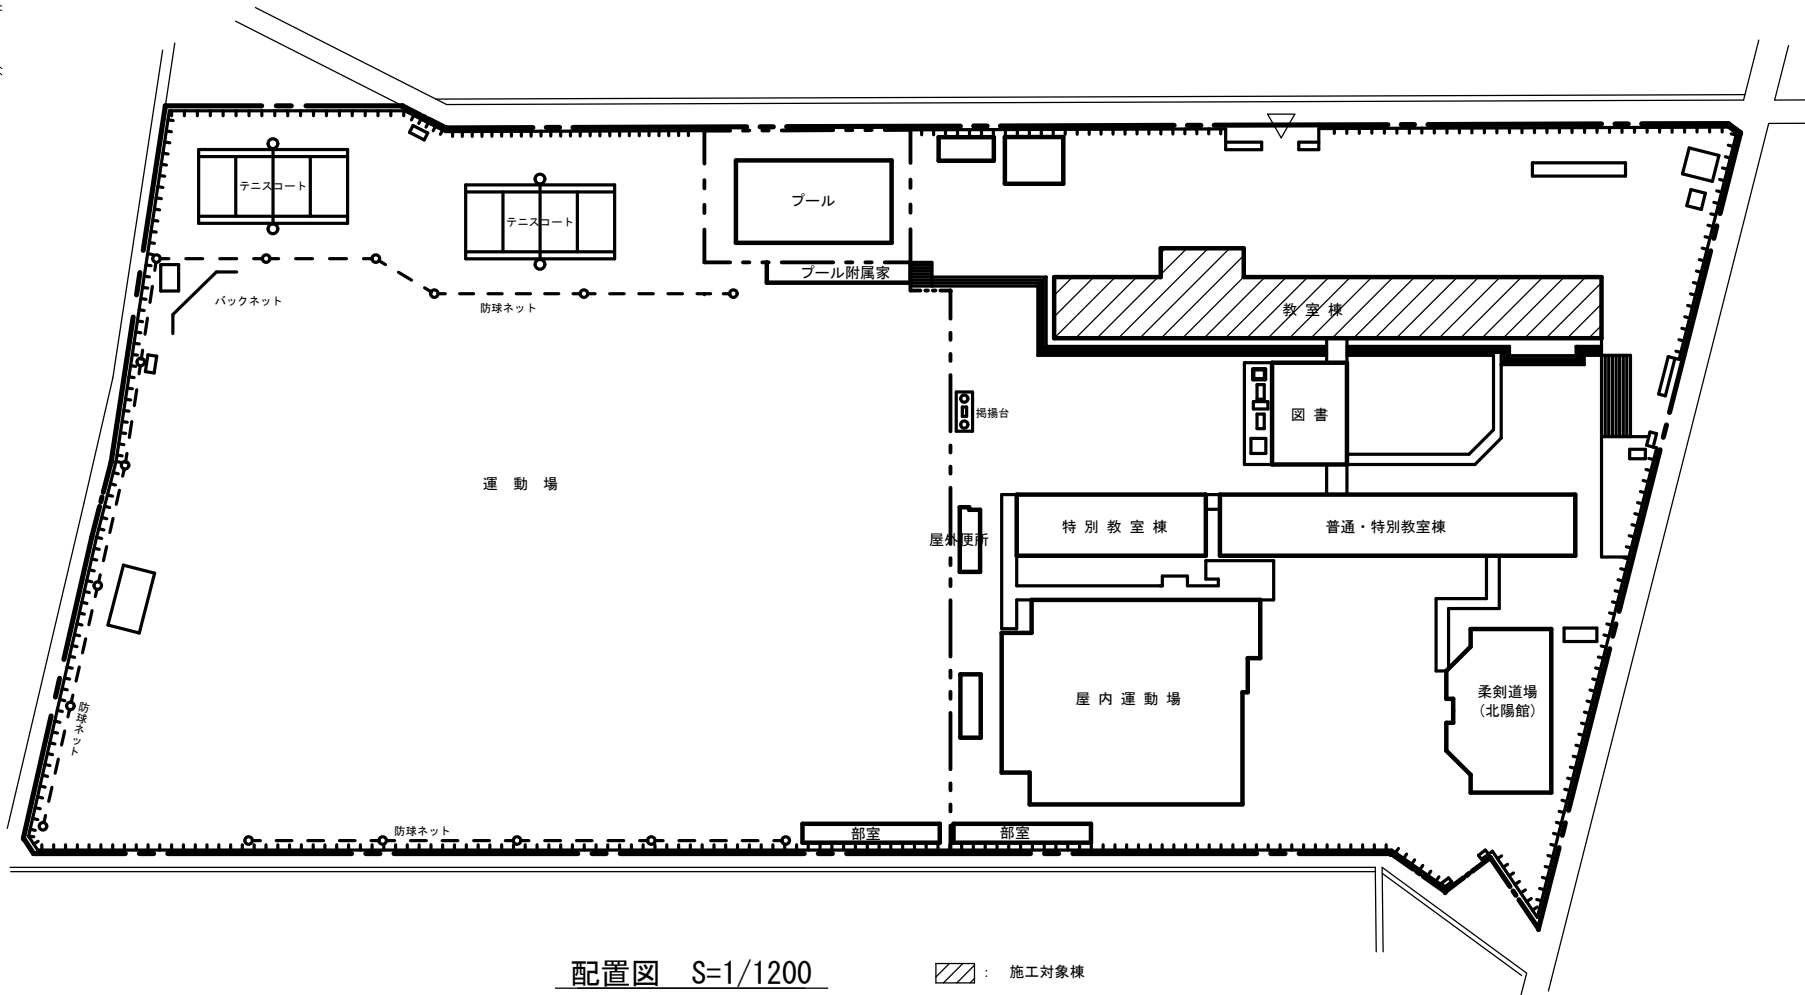 テニスコート
テニスコート
プール
プール附属家
バックネット
防球ネット
教 室 棟
掲揚台
図 書
運 動 場
特 別 教 室 棟
普通・特別教室棟
屋外便所
屋 内 運 動 場
柔剣道場
(北陽館)
防球ネット
防球ネット
部室
部室
配置図 S=1/1200
: 施工対象棟